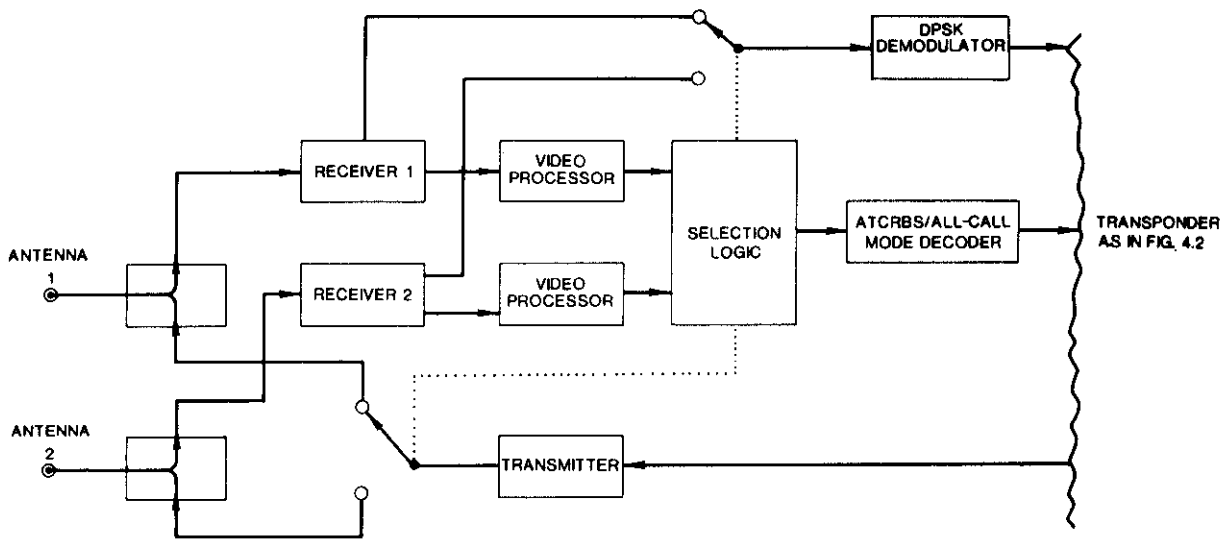 DPSK
DEMODULATOR
RECEIVER 1
VIDEO
PROCESSOR
SELECTION
LOGIC
ATCRBS/ALL-CALL
MODE DECODER
TRANSPONDER
AS IN FIG. 4.2
ANTENNA
1
RECEIVER 2
VIDEO
PROCESSOR
ANTENNA
2
TRANSMITTER